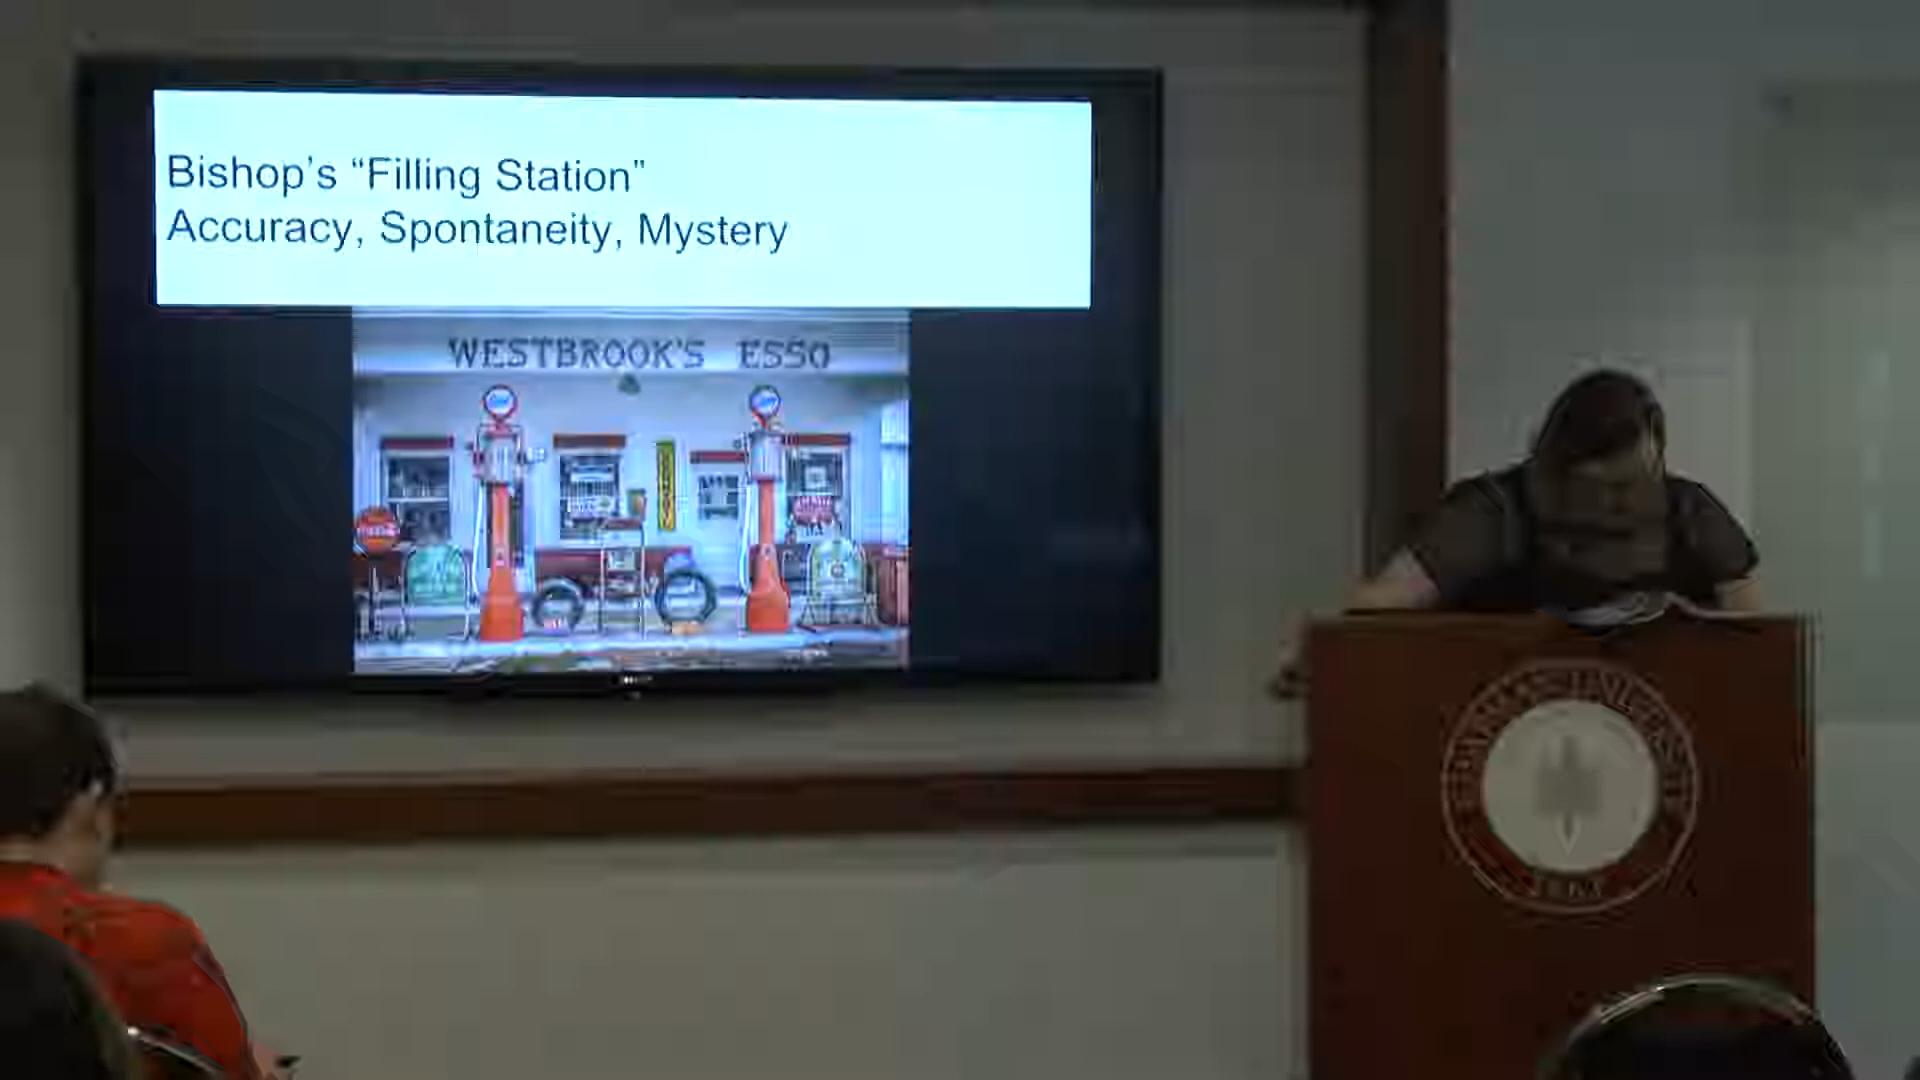 Bishop's “Filling Station”
Accuracy, Spontaneity, Mystery
WESTBROOK'S ESSO